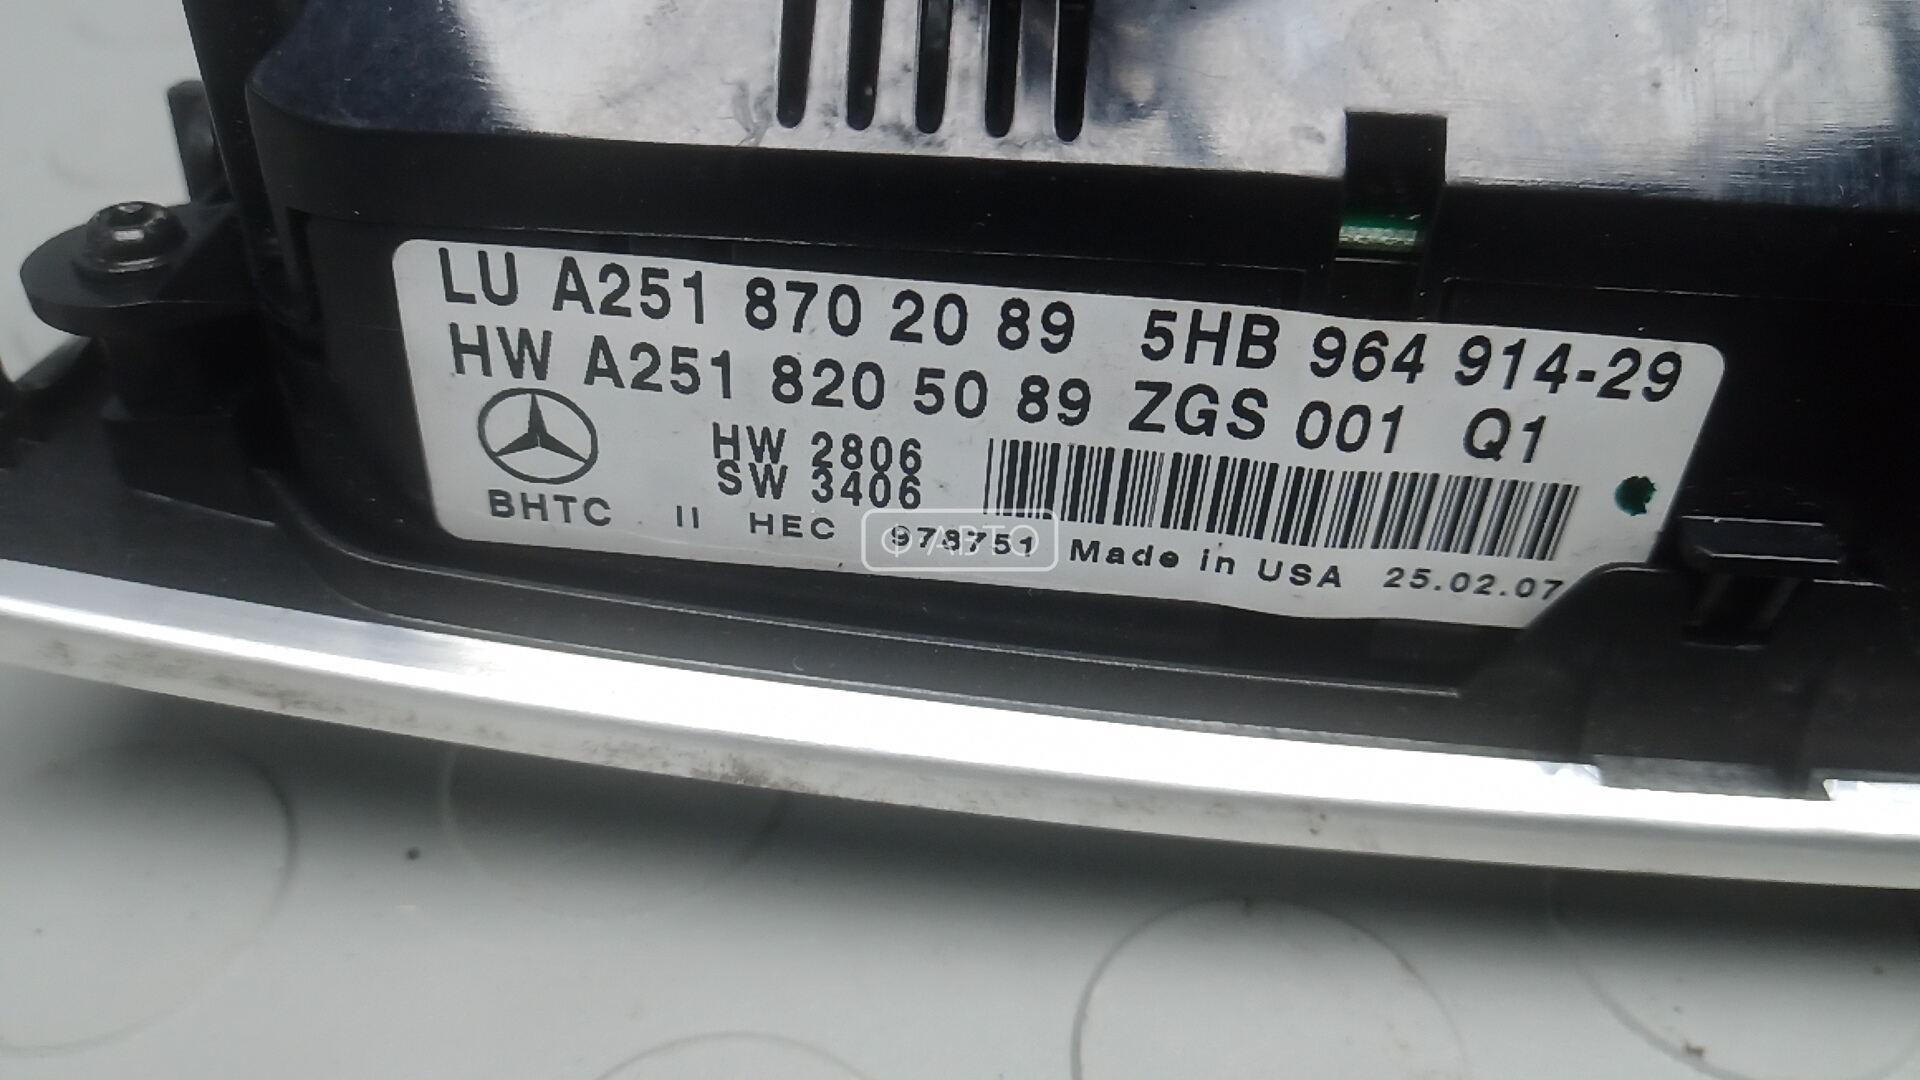 LU A251 870 20 89 5HB 964 914-29
HW A251 820 50 89 ZGS 001 Q1
HW 2806
SW 3406
BHTC II HEC 978751 Made in USA 25.02.07